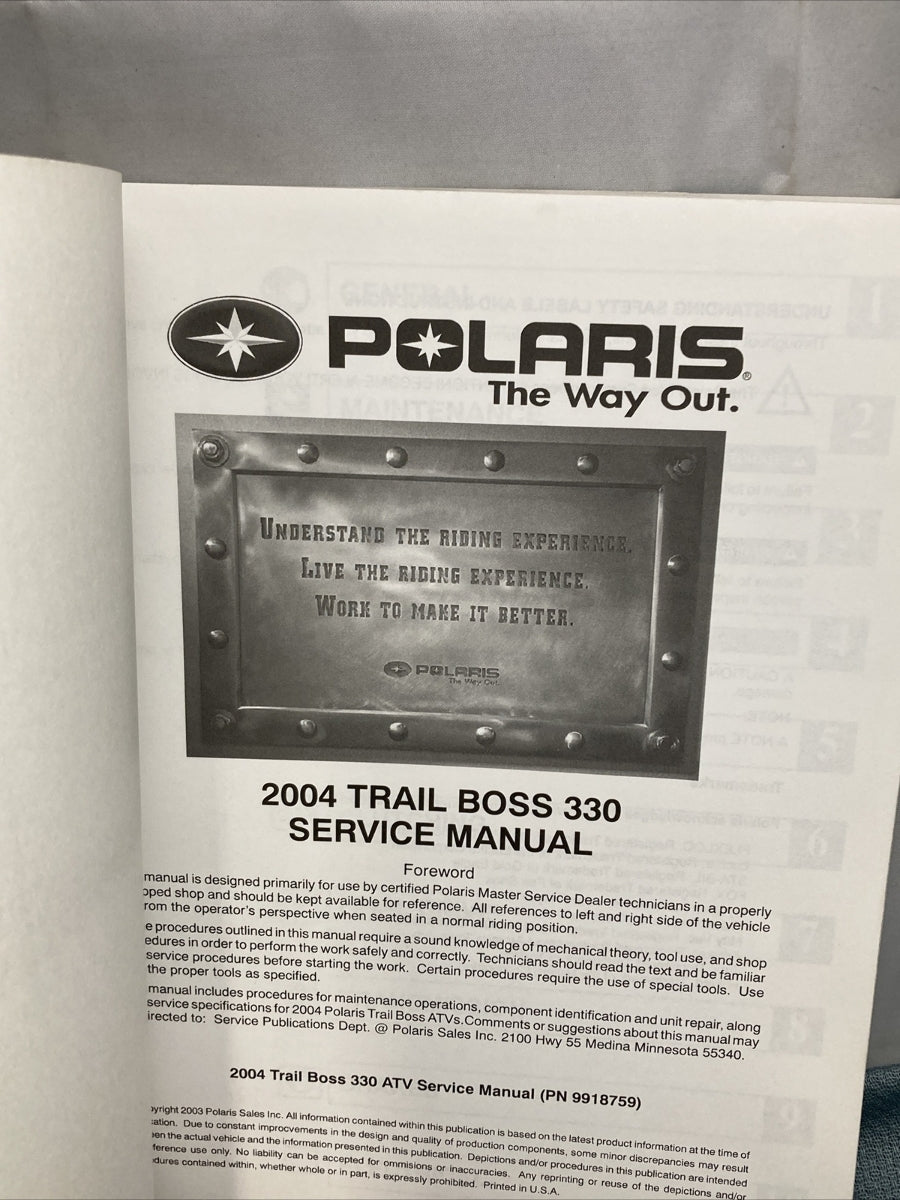 POLARIS®
The Way Out.
UNDERSTAND THE RIDING EXPERIENCE.
LIVE THE RIDING EXPERIENCE.
WORK TO MAKE IT BETTER.
POLARIS
The Way Out.
2004 TRAIL BOSS 330
SERVICE MANUAL
Foreword
manual is designed primarily for use by certified Polaris Master Service Dealer technicians in a properly
pped shop and should be kept available for reference. All references to left and right side of the vehicle
rom the operator's perspective when seated in a normal riding position.
e procedures outlined in this manual require a sound knowledge of mechanical theory, tool use, and shop
edures in order to perform the work safely and correctly. Technicians should read the text and be familiar
service procedures before starting the work. Certain procedures require the use of special tools. Use
the proper tools as specified.
manual includes procedures for maintenance operations, component identification and unit repair, along
service specifications for 2004 Polaris Trail Boss ATVs.Comments or suggestions about this manual may
irected to: Service Publications Dept. @ Polaris Sales Inc. 2100 Hwy 55 Medina Minnesota 55340.
2004 Trail Boss 330 ATV Service Manual (PN 9918759)
yright 2003 Polaris Sales Inc. All information contained within this publication is based on the latest product information at the time of
cation. Due to constant improcvements in the design and quality of production components, some minor discrepancies may result
een the actual vehicle and the information presented in this publication. Depictions and/or procedures in this publication are intended
ference use only. No liability can be accepted for ommisions or inaccuracies. Any reprinting or reuse of the depictions and/or
dures contained within, whether whole or in part, is expressly prohibited. Printed in U.S.A.